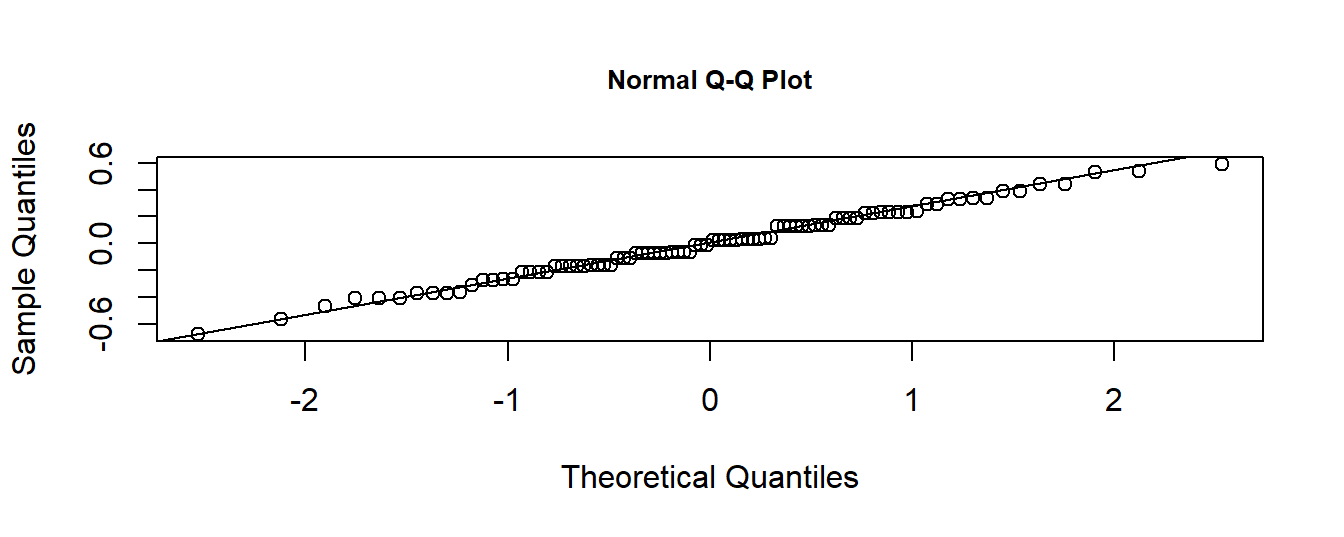 Normal Q-Q Plot
Sample Quantiles
0.6
0.0
-0.6
-2 -1 0 1 2
Theoretical Quantiles